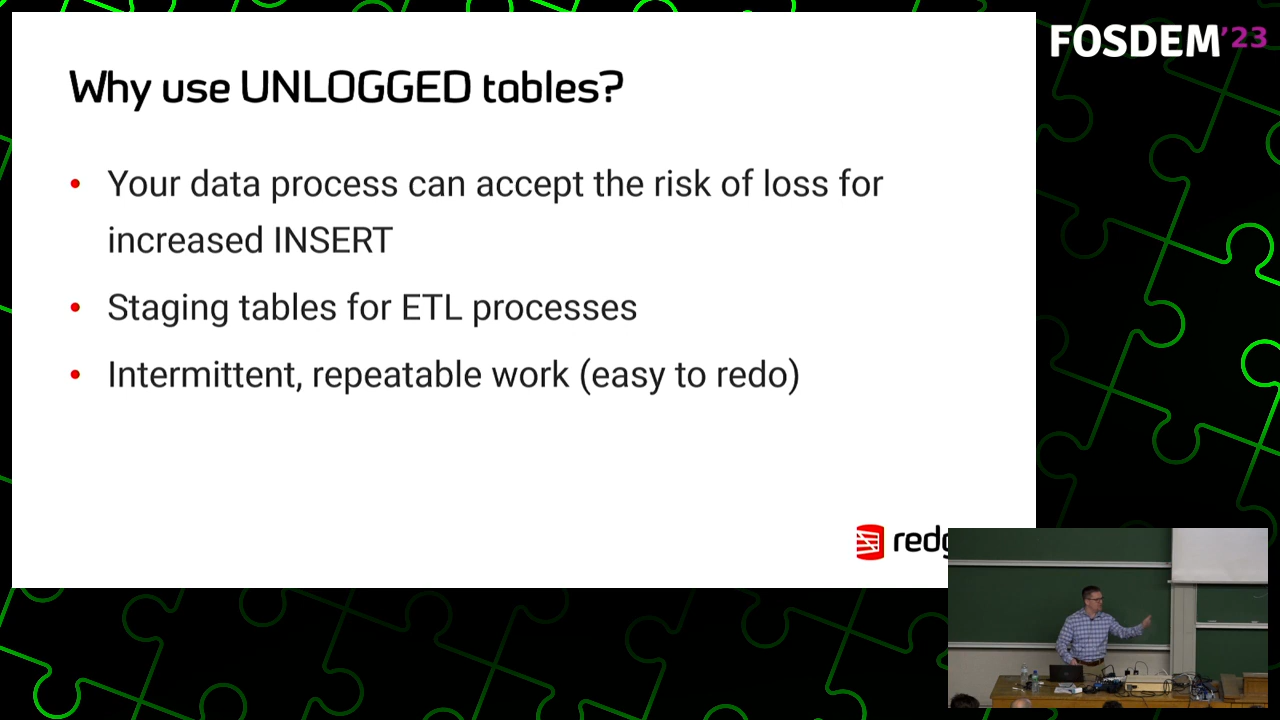 FOSDEM'23
Why use UNLOGGED tables?
• Your data process can accept the risk of loss for
increased INSERT
• Staging tables for ETL processes
• Intermittent, repeatable work (easy to redo)